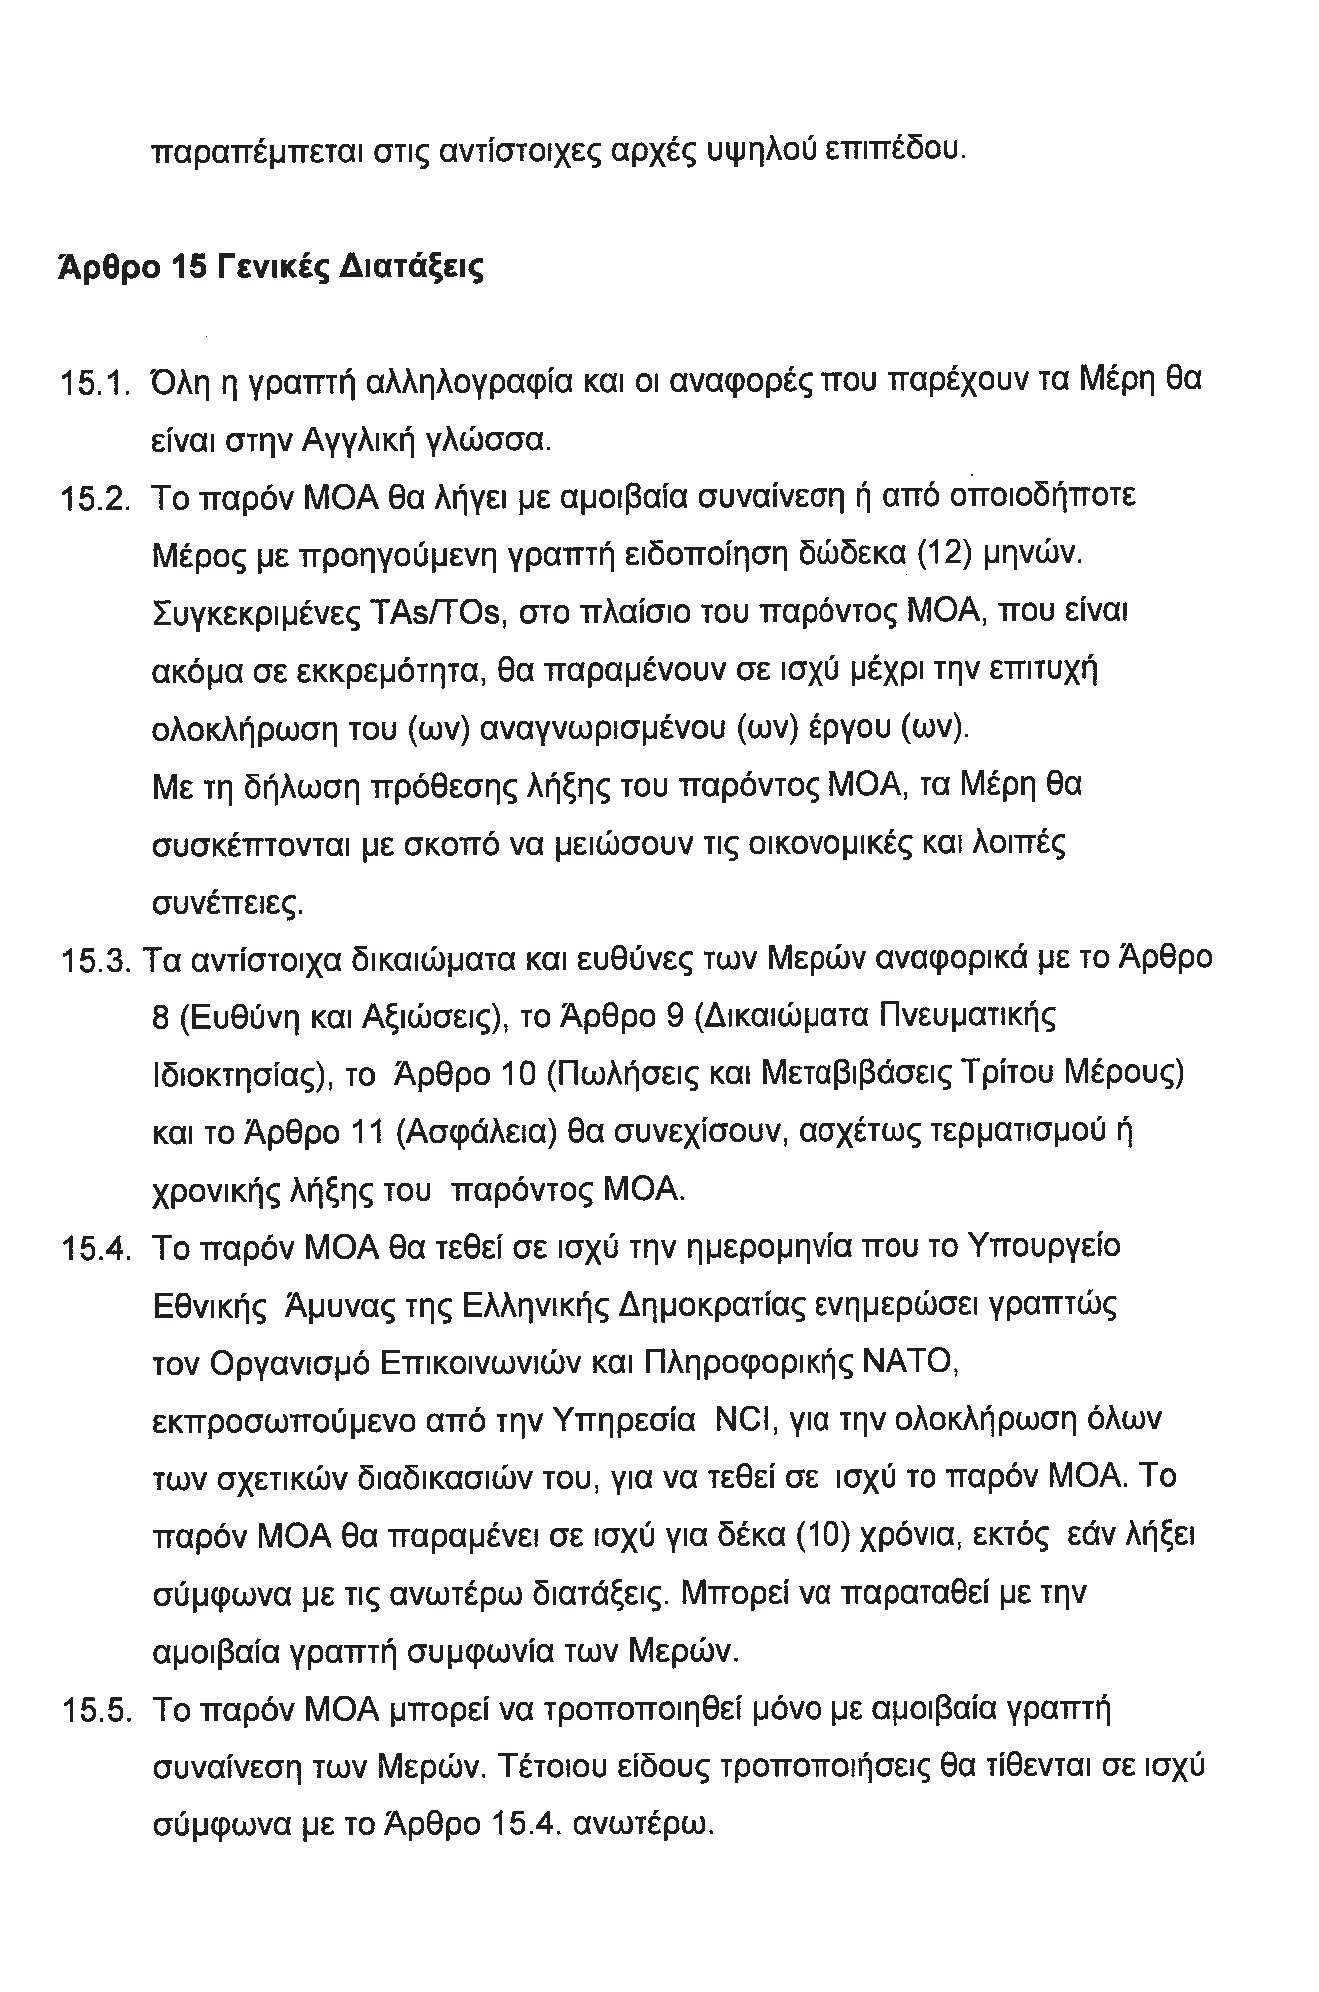 παραπέμπεται στις αντίστοιχες αρχές υψηλού επιπέδου.
Άρθρο 15 Γενικές Διατάξεις
15.1. Όλη η γραπτή αλληλογραφία και οι αναφορές που παρέχουν τα Μέρη θα
είναι στην Αγγλική γλώσσα.
15.2. Το παρόν ΜΟΑ θα λήγει με αμοιβαία συναίνεση ή από οποιοδήποτε
Μέρος με προηγούμενη γραπτή ειδοποίηση δώδεκα (12) μηνών.
Συγκεκριμένες TAs/TOs, στο πλαίσιο του παρόντος ΜΟΑ, που είναι
ακόμα σε εκκρεμότητα, θα παραμένουν σε ισχύ μέχρι την επιτυχή
ολοκλήρωση του (ων) αναγνωρισμένου (ων) έργου (ων).
Με τη δήλωση πρόθεσης λήξης του παρόντος ΜΟΑ, τα Μέρη θα
συσκέπτονται με σκοπό να μειώσουν τις οικονομικές και λοιπές
συνέπειες.
15.3. Τα αντίστοιχα δικαιώματα και ευθύνες των Μερών αναφορικά με το Άρθρο
8 (Ευθύνη και Αξιώσεις), το Άρθρο 9 (Δικαιώματα Πνευματικής
Ιδιοκτησίας), το Άρθρο 10 (Πωλήσεις και Μεταβιβάσεις Τρίτου Μέρους)
και το Άρθρο 11 (Ασφάλεια) θα συνεχίσουν, ασχέτως τερματισμού ή
χρονικής λήξης του παρόντος ΜΟΑ.
15.4. Το παρόν ΜΟΑ θα τεθεί σε ισχύ την ημερομηνία που το Υπουργείο
Εθνικής Άμυνας της Ελληνικής Δημοκρατίας ενημερώσει γραπτώς
τον Οργανισμό Επικοινωνιών και Πληροφορικής ΝΑΤΟ,
εκπροσωπούμενο από την Υπηρεσία NCI, για την ολοκλήρωση όλων
των σχετικών διαδικασιών του, για να τεθεί σε ισχύ το παρόν ΜΟΑ. Το
παρόν ΜΟΑ θα παραμένει σε ισχύ για δέκα (10) χρόνια, εκτός εάν λήξει
σύμφωνα με τις ανωτέρω διατάξεις. Μπορεί να παραταθεί με την
αμοιβαία γραπτή συμφωνία των Μερών.
15.5. Το παρόν ΜΟΑ μπορεί να τροποποιηθεί μόνο με αμοιβαία γραπτή
συναίνεση των Μερών. Τέτοιου είδους τροποποιήσεις θα τίθενται σε ισχύ
σύμφωνα με το Άρθρο 15.4. ανωτέρω.